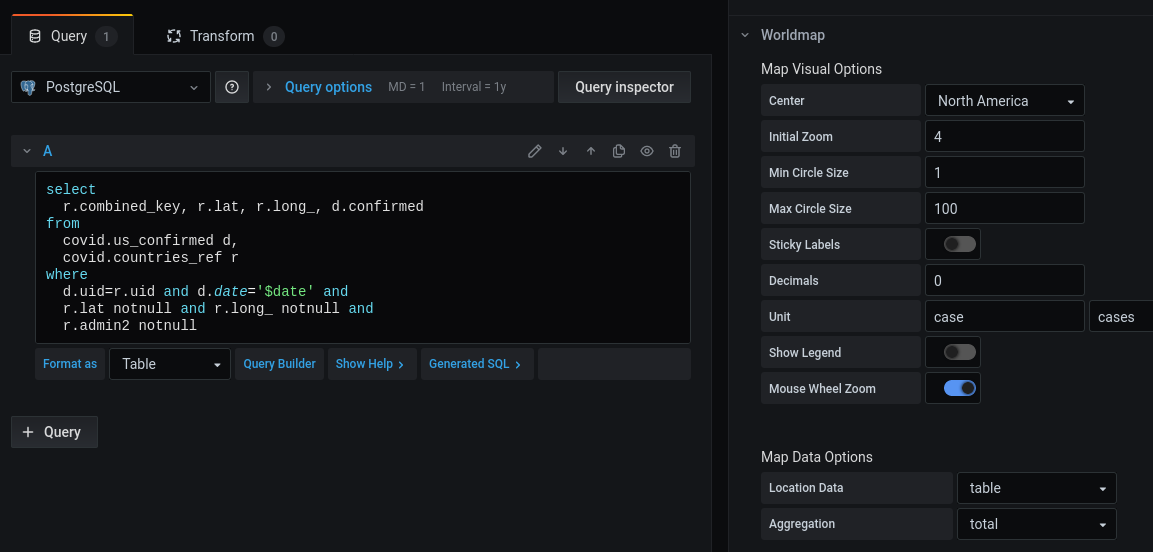 Query 1
Transform 0
PostgreSQL
Query options MD = 1 Interval = 1y
Query inspector
A
select
r.combined_key, r.lat, r.long_, d.confirmed
from
covid.us_confirmed d,
covid.countries_ref r
where
d.uid=r.uid and d.date='$date' and
r.lat notnull and r.long_ notnull and
r.admin2 notnull
Format as Table Query Builder Show Help Generated SQL
+ Query
Worldmap
Map Visual Options
Center North America
Initial Zoom 4
Min Circle Size 1
Max Circle Size 100
Sticky Labels
Decimals 0
Unit case cases
Show Legend
Mouse Wheel Zoom
Map Data Options
Location Data table
Aggregation total